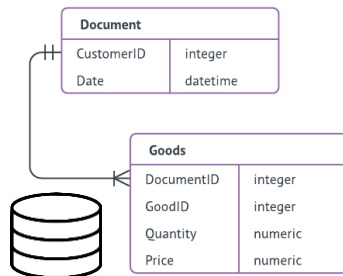 Document
CustomerID integer
Date datetime
Goods
DocumentID integer
GoodID integer
Quantity numeric
Price numeric